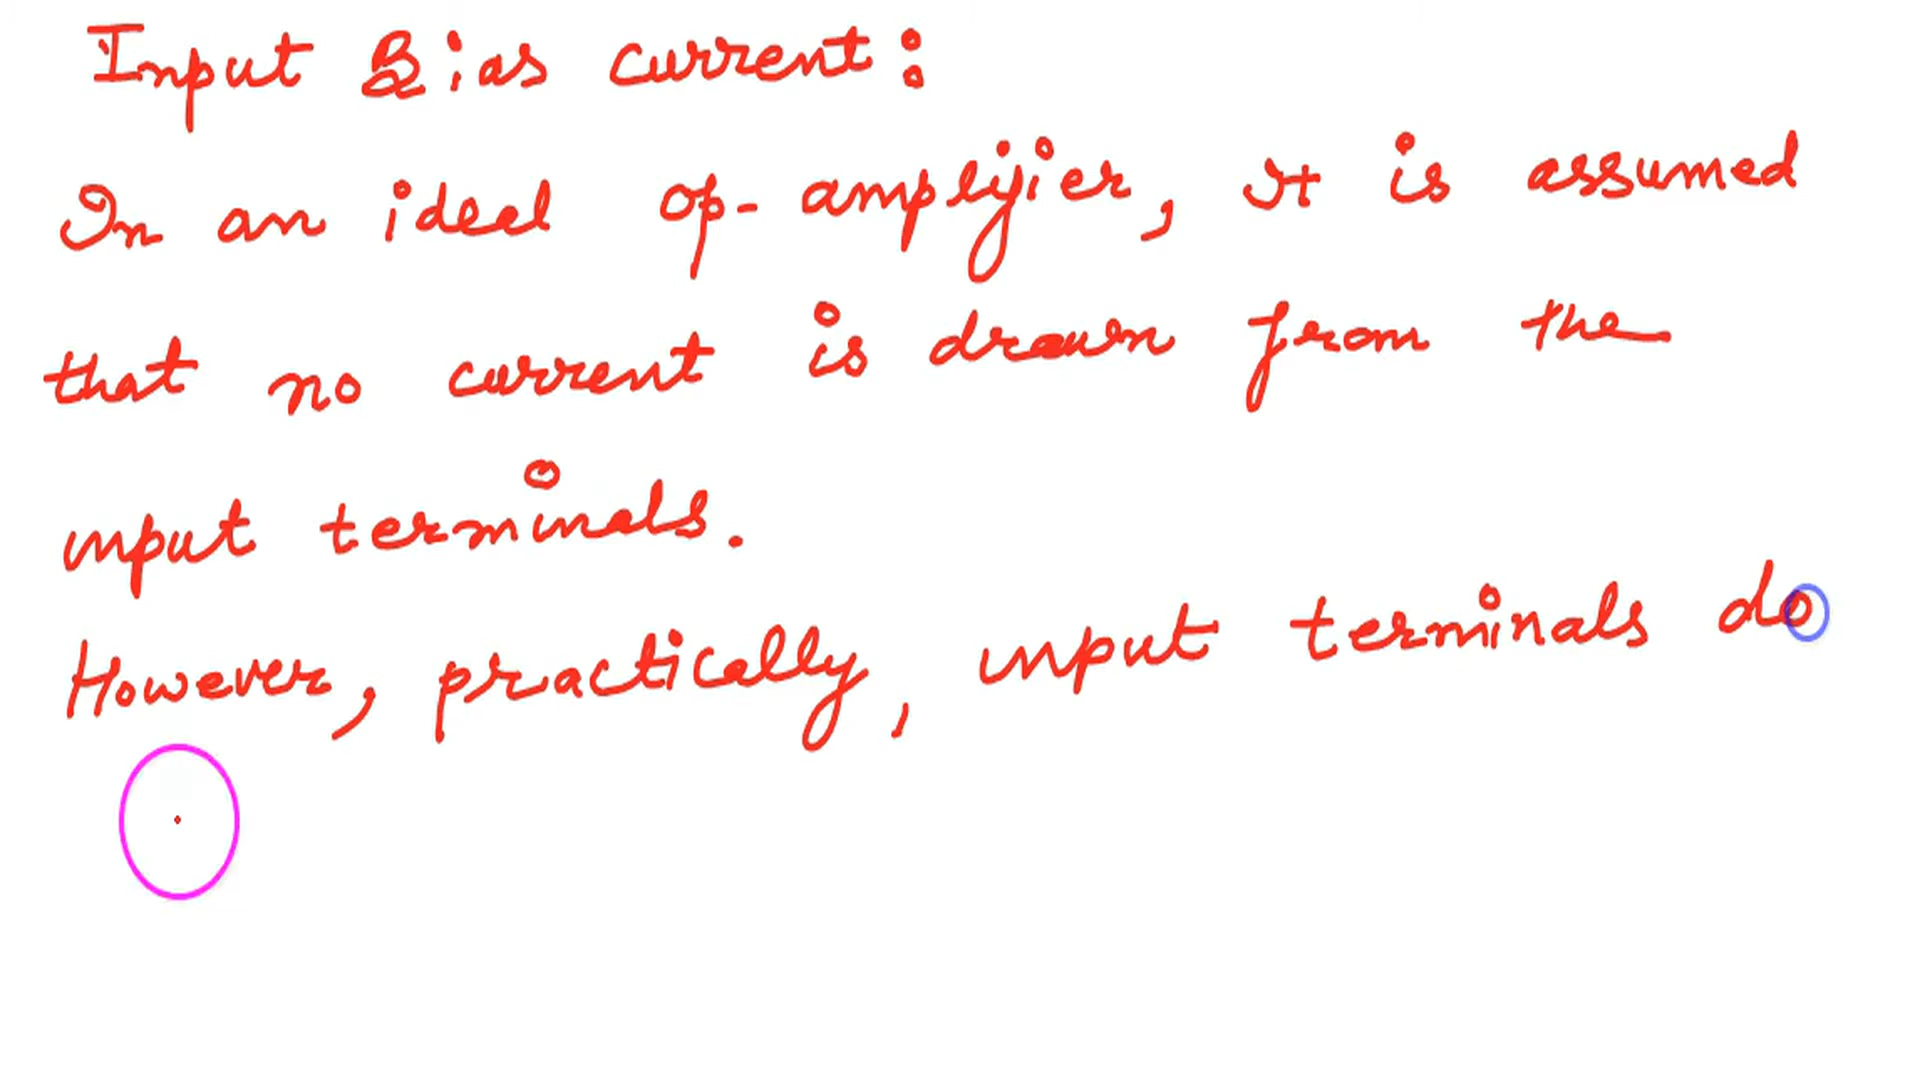 Input Bias current:
In an ideal op-amplifier, it is assumed
that no current is drawn from the
input terminals.
However, practically, input terminals do